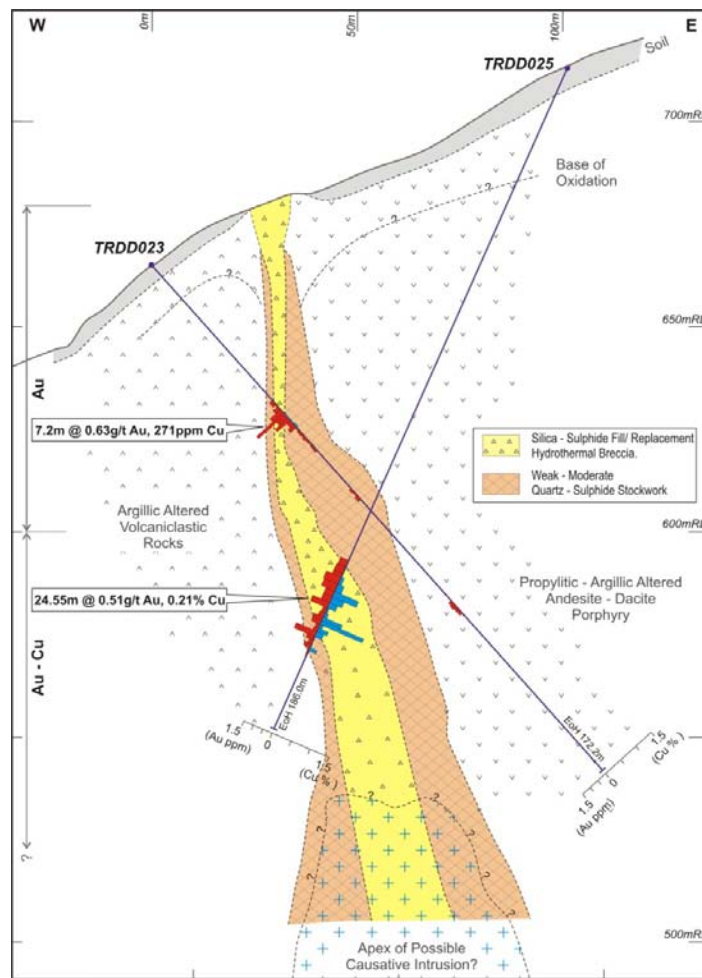 W
0m
50m
100m
E
TRDD025
Soil
700mRL
Base of
Oxidation
?
?
?
TRDD023
650mRL
Au
7.2m @ 0.63g/t Au, 271ppm Cu
Silica - Sulphide Fill/ Replacement
Hydrothermal Breccia.
Weak - Moderate
Quartz - Sulphide Stockwork
Argillic Altered
Volcaniclastic
Rocks
600mRL
Propylitic - Argillic Altered
Andesite - Dacite
Porphyry
24.55m @ 0.51g/t Au, 0.21% Cu
Au - Cu
EoH 186.0m
1.5
0
1.5
(Au ppm)
(Cu %)
EoH 172.2m
1.5
0
1.5
(Cu %)
(Au ppm)
?
?
?
?
?
?
?
500mRL
Apex of Possible
Causative Intrusion?